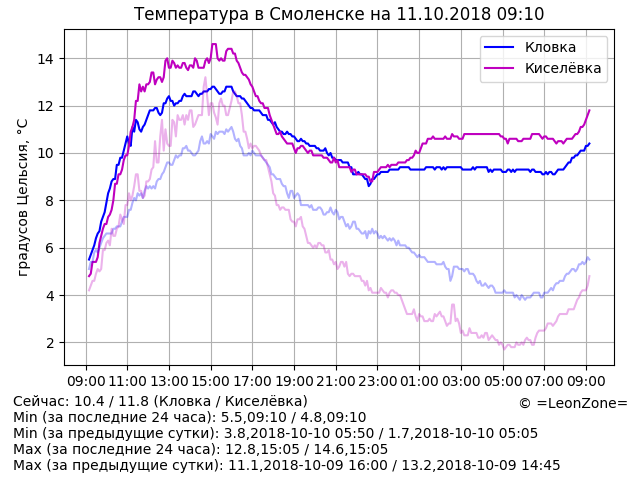 Температура в Смоленске на 11.10.2018 09:10
Кловка
Киселёвка
градусов Цельсия, °C
14
12
10
8
6
4
2
09:00 11:00 13:00 15:00 17:00 19:00 21:00 23:00 01:00 03:00 05:00 07:00 09:00
Сейчас: 10.4 / 11.8 (Кловка / Киселёвка)
© =LeonZone=
Min (за последние 24 часа): 5.5,09:10 / 4.8,09:10
Min (за предыдущие сутки): 3.8,2018-10-10 05:50 / 1.7,2018-10-10 05:05
Max (за последние 24 часа): 12.8,15:05 / 14.6,15:05
Max (за предыдущие сутки): 11.1,2018-10-09 16:00 / 13.2,2018-10-09 14:45